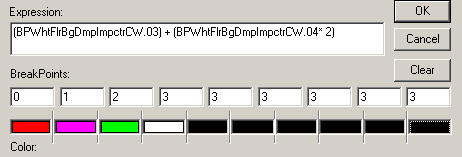 Expression:
OK
(BPWhtFlrBgDmpImpctrCW.03) + (BPWhtFlrBgDmpImpctrCW.04* 2)
Cancel
Clear
BreakPoints:
0 1 2 3 3 3 3 3 3
Color: